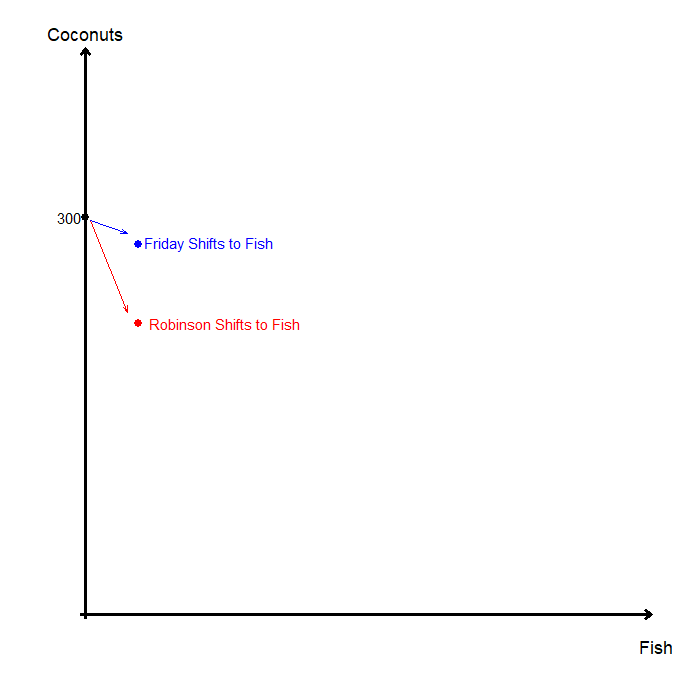 Coconuts
300
Friday Shifts to Fish
Robinson Shifts to Fish
Fish